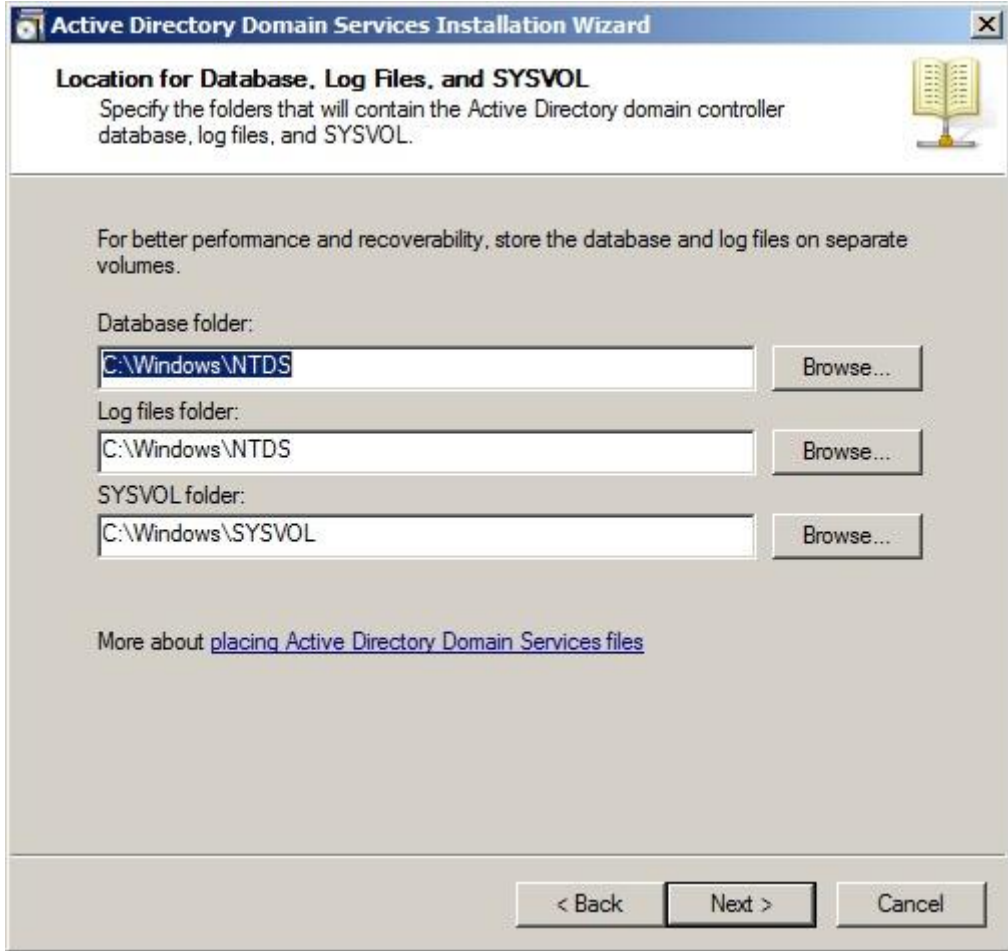 Active Directory Domain Services Installation Wizard
Location for Database, Log Files, and SYSVOL
Specify the folders that will contain the Active Directory domain controller
database, log files, and SYSVOL.
For better performance and recoverability, store the database and log files on separate
volumes.
Database folder:
C:\Windows\NTDS
Browse...
Log files folder:
C:\Windows\NTDS
Browse...
SYSVOL folder:
C:\Windows\SYSVOL
Browse...
More about placing Active Directory Domain Services files
< Back Next > Cancel